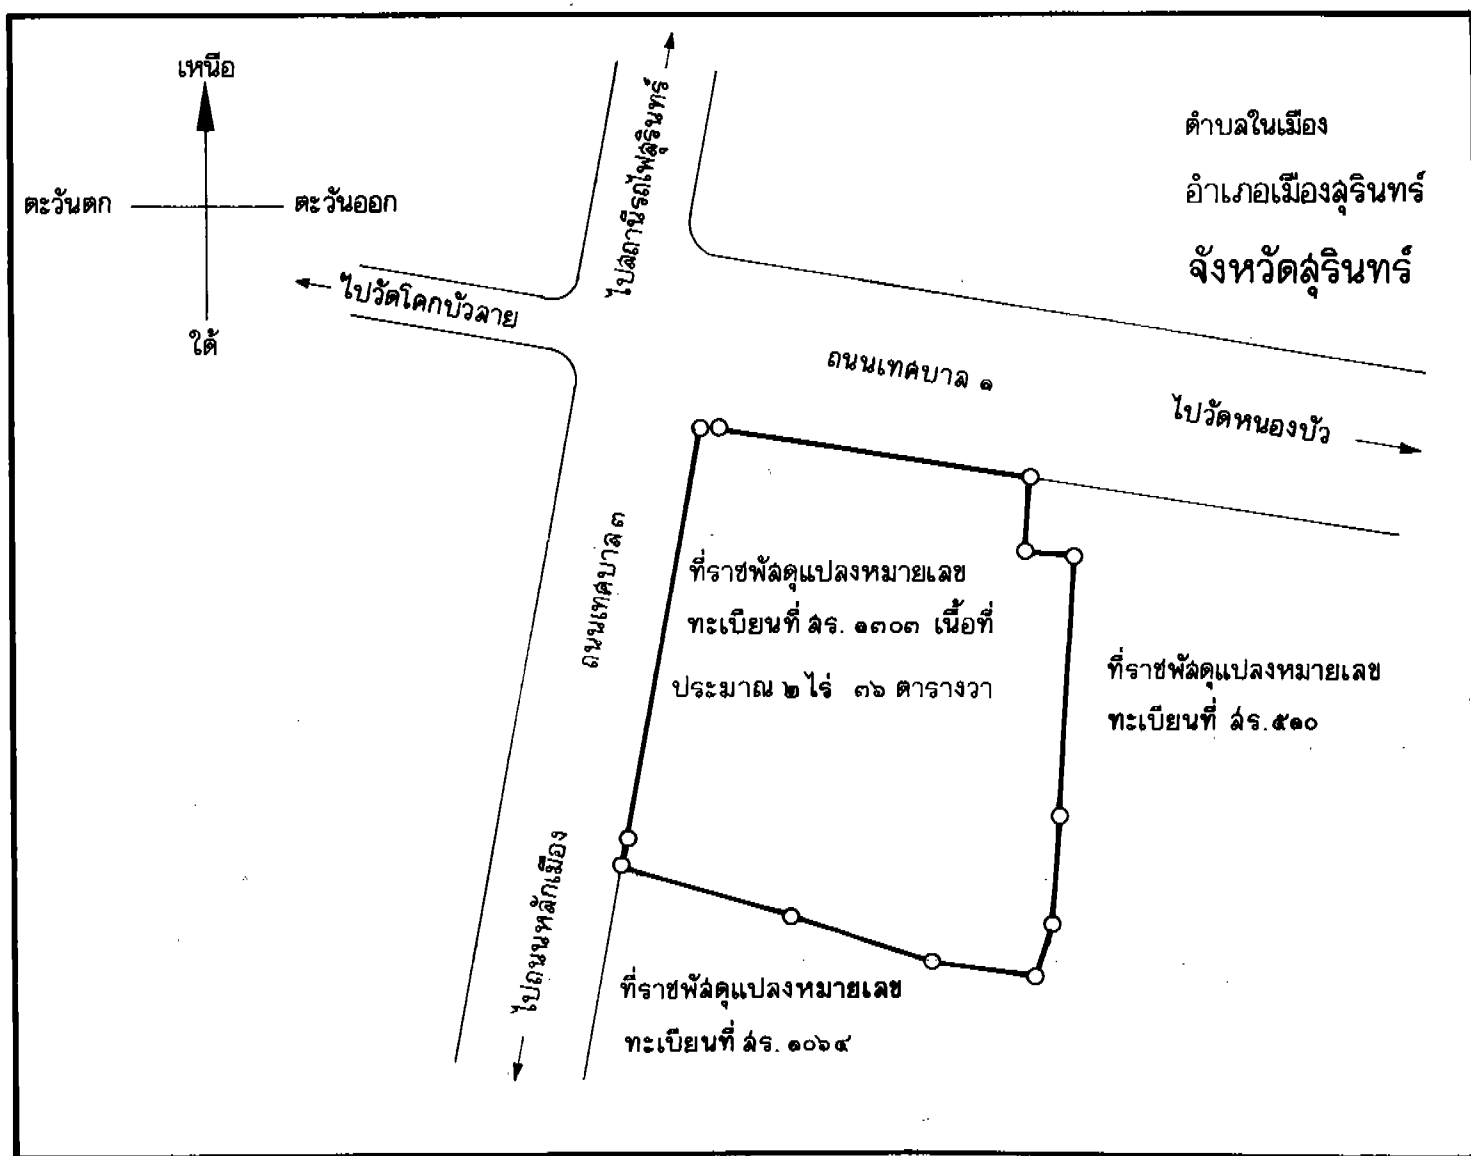 เหนือ
ตะวันตก
ตะวันออก
ใต้
ตำบลในเมือง
อำเภอเมืองสุรินทร์
จังหวัดสุรินทร์
ไปสถานีรถไฟสุรินทร์
ไปวัดโคกบัวลาย
ถนนเทศบาล ๑
ไปวัดหนองบัว
ถนนเทศบาล ๓
ที่ราชพัสดุแปลงหมายเลข
ทะเบียนที่ สร. ๑๓๐๓ เนื้อที่
ประมาณ ๒ ไร่ ๓๖ ตารางวา
ที่ราชพัสดุแปลงหมายเลข
ทะเบียนที่ สร. ๕๑๐
ไปถนนหลักเมือง
ที่ราชพัสดุแปลงหมายเลข
ทะเบียนที่ สร. ๑๐๖๔